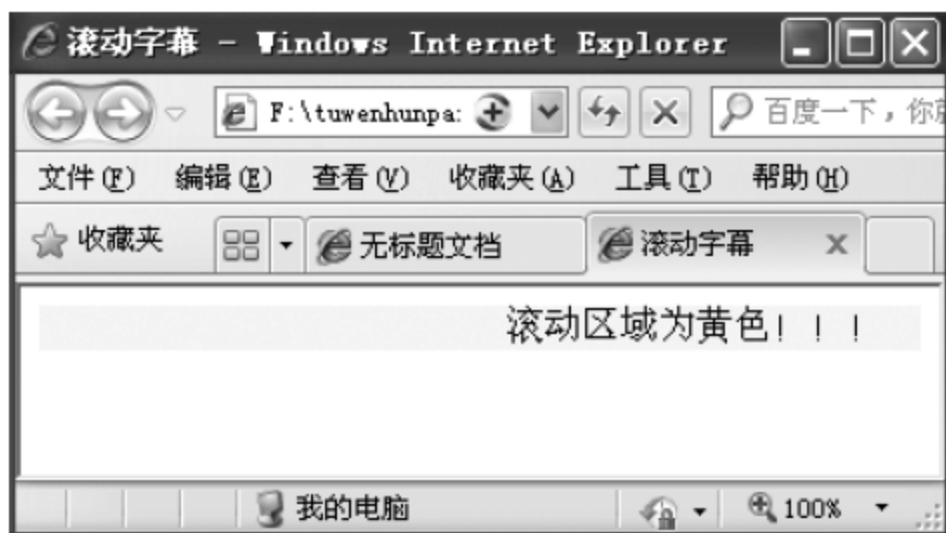 滚动字幕 - Windows Internet Explorer
F:\tuwenhunpa: 百度一下，你
文件(F) 编辑(E) 查看(V) 收藏夹(A) 工具(T) 帮助(H)
收藏夹 无标题文档 滚动字幕
滚动区域为黄色！！！
我的电脑 100%